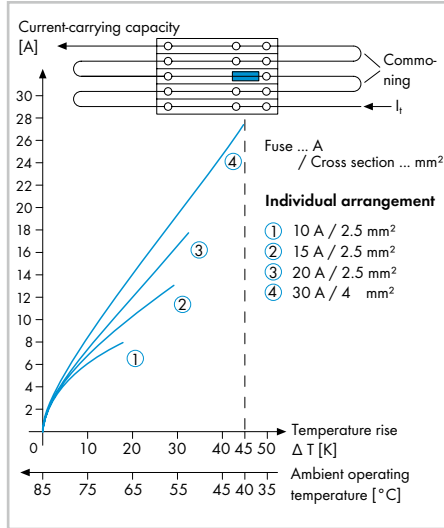 Current-carrying capacity
[A]
Commo-
ning
Iₜ
30
28
26
24
22
20
18
16
14
12
10
8
6
4
2
④
③
②
①
Fuse ... A
/ Cross section ... mm²
Individual arrangement
① 10 A / 2.5 mm²
② 15 A / 2.5 mm²
③ 20 A / 2.5 mm²
④ 30 A / 4 mm²
0 10 20 30 40 45 50
Temperature rise
Δ T [K]
85 75 65 55 45 40 35
Ambient operating
temperature [°C]